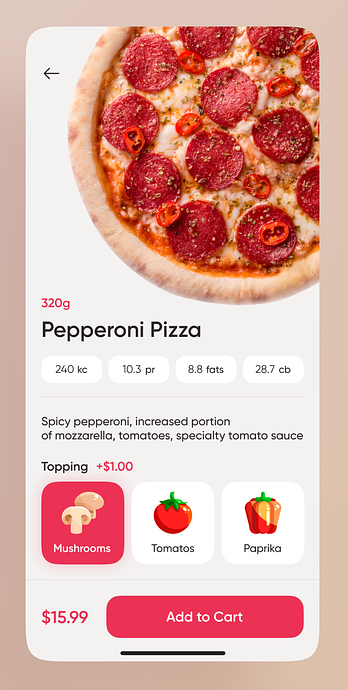 320g
Pepperoni Pizza
240 kc
10.3 pr
8.8 fats
28.7 cb
Spicy pepperoni, increased portion
of mozzarella, tomatoes, specialty tomato sauce
Topping +$1.00
Mushrooms
Tomatos
Paprika
$15.99
Add to Cart